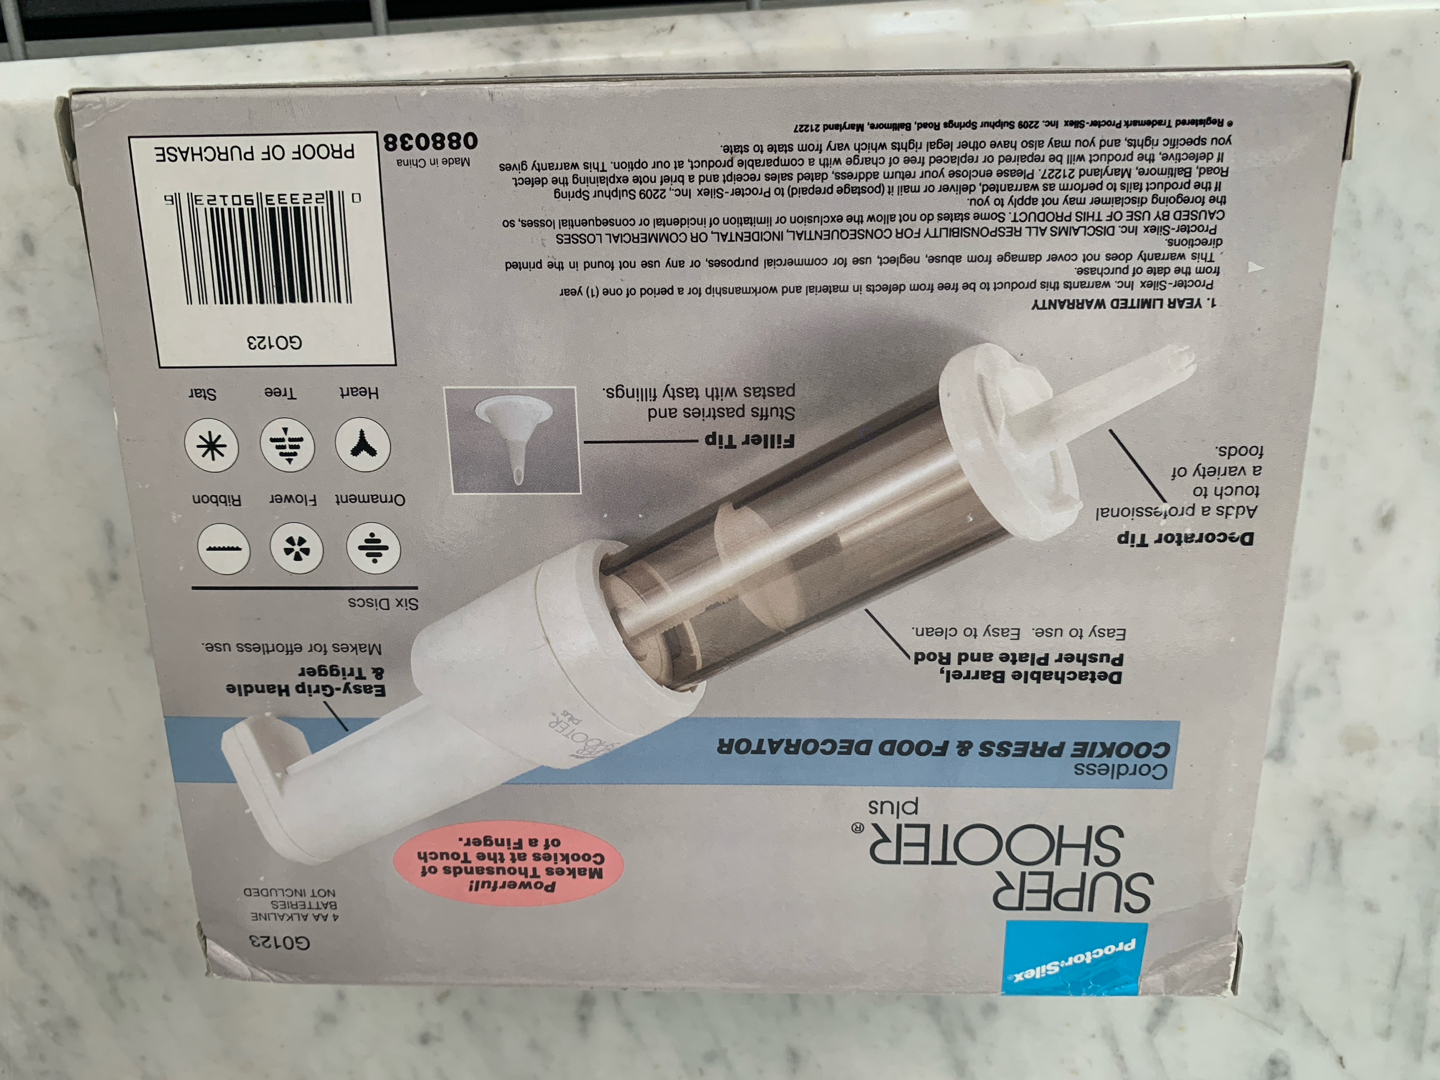 Proctor-Silex®
SUPER
SHOOTER®
plus
Cordless
COOKIE PRESS & FOOD DECORATOR
G0123
4 AA ALKALINE
BATTERIES
NOT INCLUDED
Powerful!
Makes Thousands of
Cookies at the Touch
of a Finger.
Easy-Grip Handle
& Trigger
Makes for effortless use.
Detachable Barrel,
Pusher Plate and Rod
Easy to use. Easy to clean.
SHOOTER
plus
Six Discs
Ornament
Flower
Ribbon
Heart
Tree
Star
Decorator Tip
Adds a professional
touch to
a variety of
foods.
Filler Tip
Stuffs pastries and
pastas with tasty fillings.
1. YEAR LIMITED WARRANTY
Proctor-Silex Inc. warrants this product to be free from defects in material and workmanship for a period of one (1) year
from the date of purchase.
This warranty does not cover damage from abuse, neglect, use for commercial purposes, or any use not found in the printed
directions.
Procter-Silex Inc. DISCLAIMS ALL RESPONSIBILITY FOR CONSEQUENTIAL, INCIDENTAL, OR COMMERCIAL LOSSES
CAUSED BY USE OF THIS PRODUCT. Some states do not allow the exclusion or limitation of incidental or consequential losses, so
the foregoing disclaimer may not apply to you.
If the product fails to perform as warranted, deliver or mail it (postage prepaid) to Procter-Silex Inc., 2209 Sulphur Spring
Road, Baltimore, Maryland 21227. Please enclose your return address, dated sales receipt and a brief note explaining the defect.
If defective, the product will be repaired or replaced free of charge with a comparable product, at our option. This warranty gives
you specific rights, and you may also have other legal rights which vary from state to state.
® Registered Trademark Procter-Silex Inc. 2209 Sulphur Springs Road, Baltimore, Maryland 21227
GO123
0 22333 90123 6
PROOF OF PURCHASE
Made in China
088038